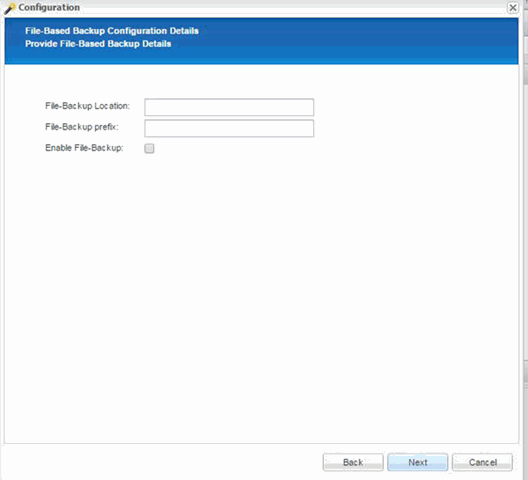 Configuration
File-Based Backup Configuration Details
Provide File-Based Backup Details
File-Backup Location:
File-Backup prefix:
Enable File-Backup:
Back Next Cancel